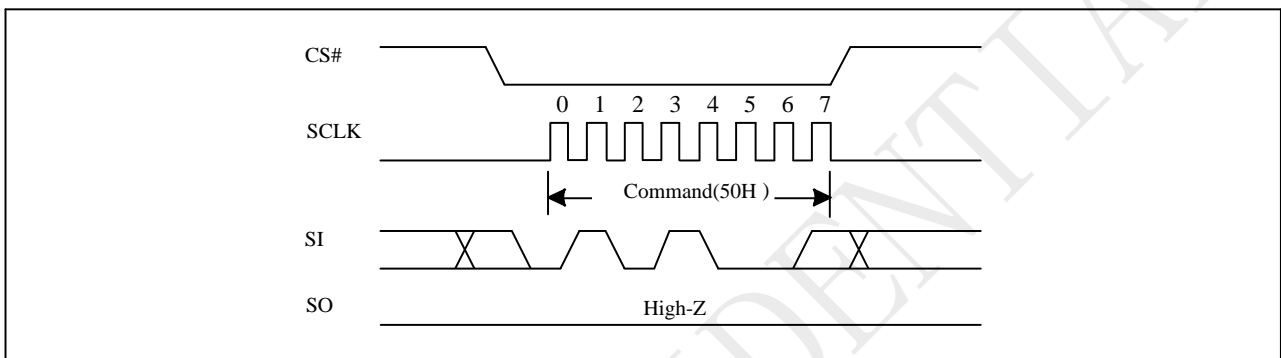 CS#
0 1 2 3 4 5 6 7
SCLK
Command(50H )
SI
SO
High-Z